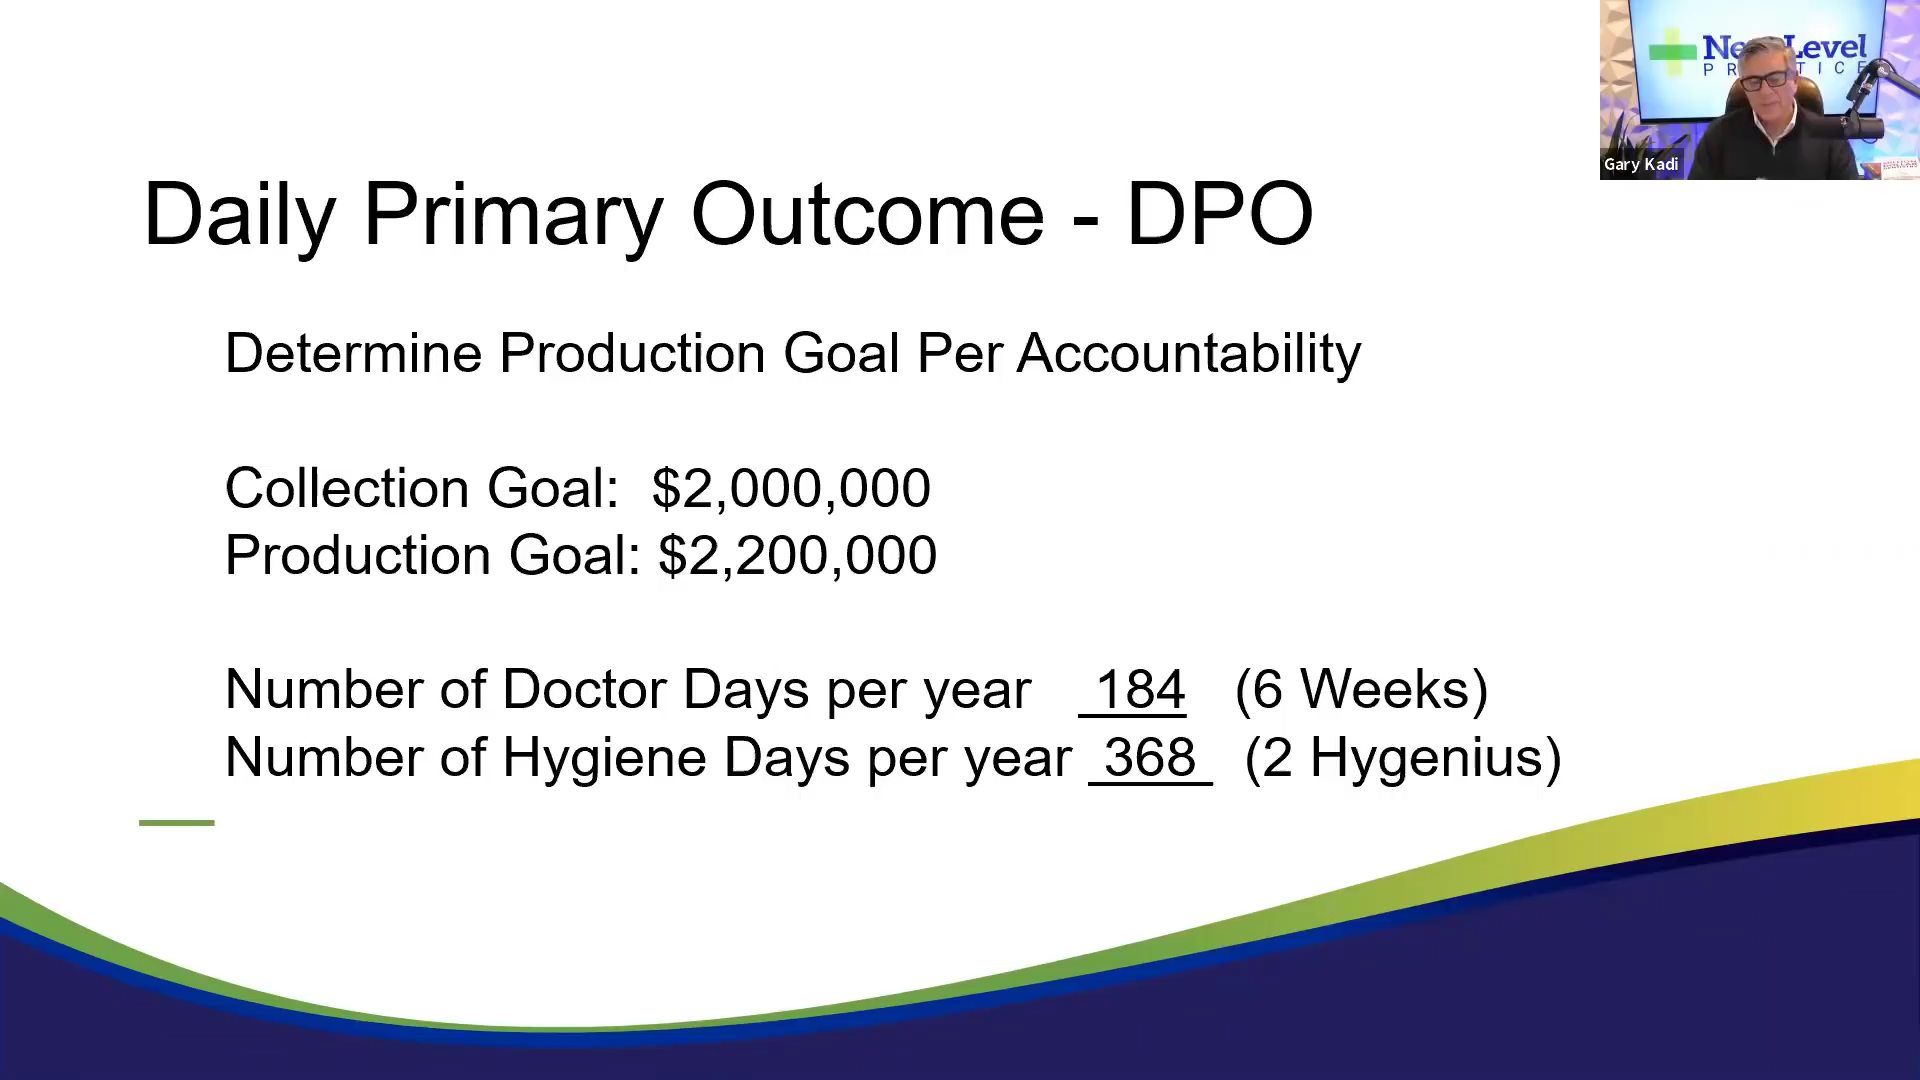 Daily Primary Outcome - DPO
Determine Production Goal Per Accountability
Collection Goal: $2,000,000
Production Goal: $2,200,000
Number of Doctor Days per year 184 (6 Weeks)
Number of Hygiene Days per year 368 (2 Hygenius)
Level
Gary Kadi